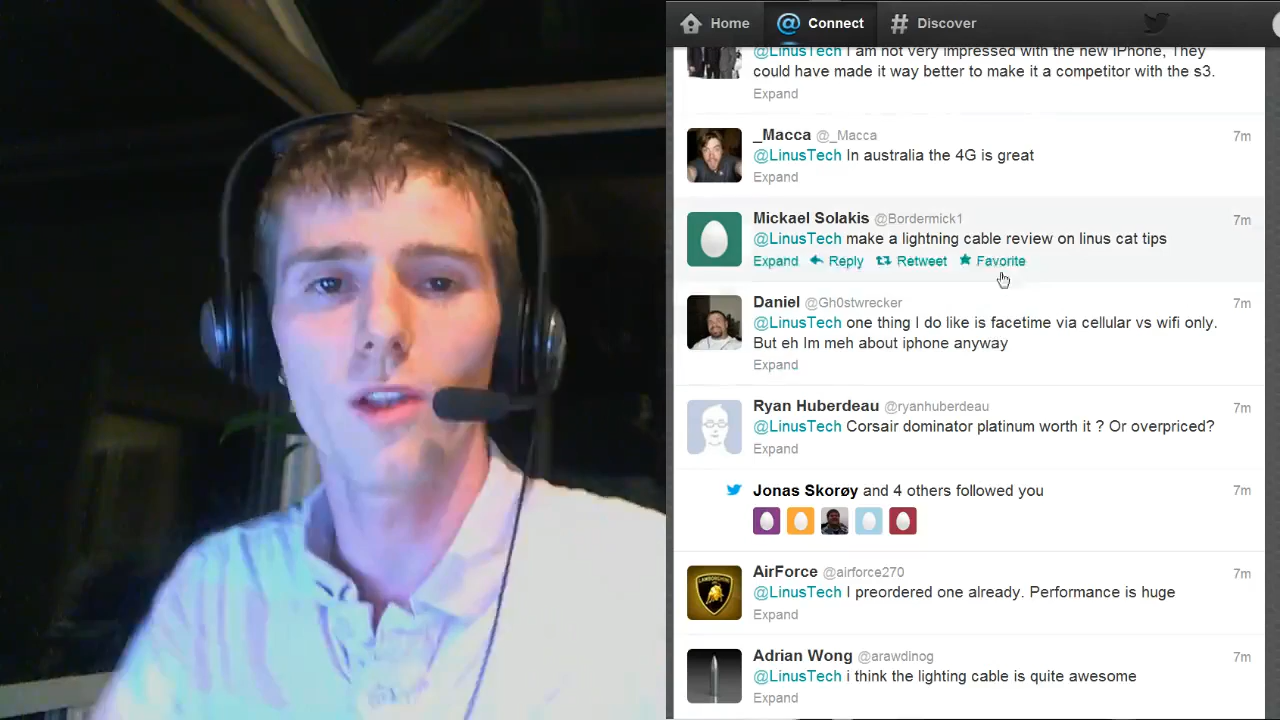 Home
Connect
Discover
@LinusTech I am not very impressed with the new iPhone, They
could have made it way better to make it a competitor with the s3.
Expand
_Macca @_Macca 7m
@LinusTech In australia the 4G is great
Expand
Mickael Solakis @Bordermick1 7m
@LinusTech make a lightning cable review on linus cat tips
Expand Reply Retweet Favorite
Daniel @Gh0stwrecker 7m
@LinusTech one thing I do like is facetime via cellular vs wifi only.
But eh Im meh about iphone anyway
Expand
Ryan Huberdeau @ryanhuberdeau 7m
@LinusTech Corsair dominator platinum worth it ? Or overpriced?
Expand
Jonas Skorøy and 4 others followed you 7m
AirForce @airforce270 7m
@LinusTech I preordered one already. Performance is huge
Expand
Adrian Wong @arawdinog 7m
@LinusTech i think the lighting cable is quite awesome
Expand